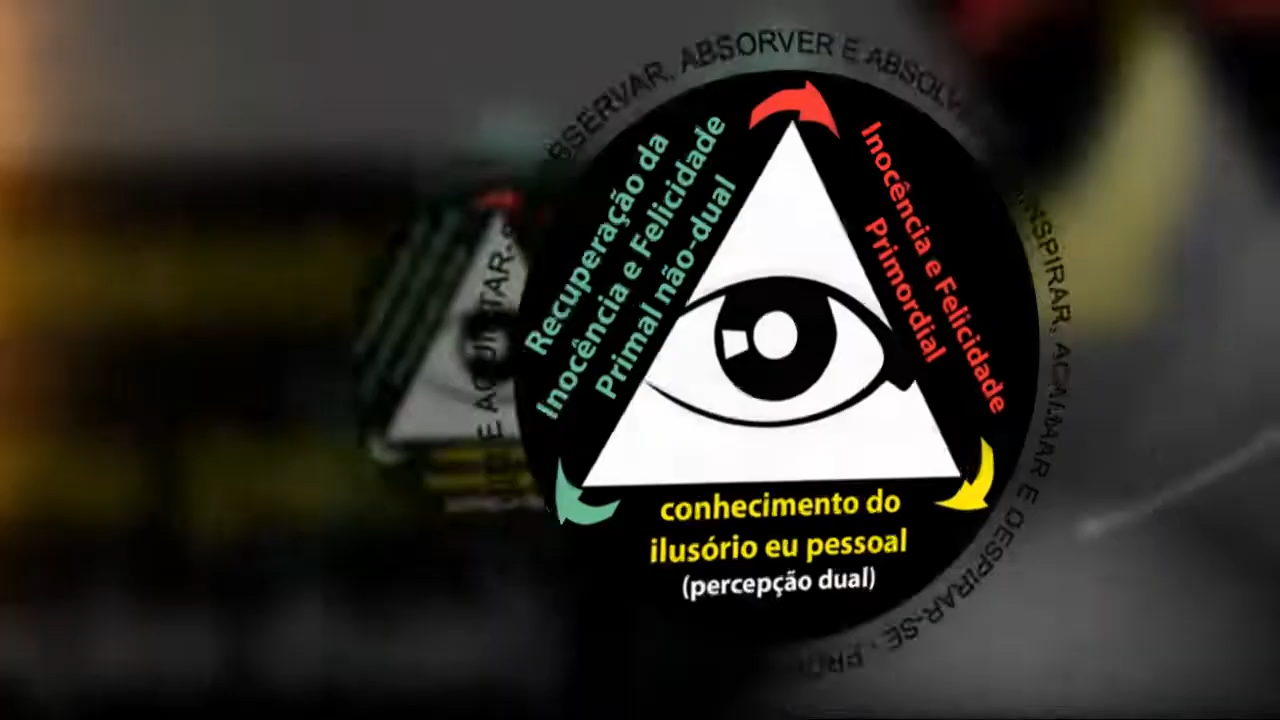 ABSORVER E
INSPIRAR, ACALMAR E DESPIRAR-SE
Recuperação da
Inocência e Felicidade
Primal não-dual
Inocência e Felicidade
Primordial
conhecimento do
ilusório eu pessoal
(percepção dual)